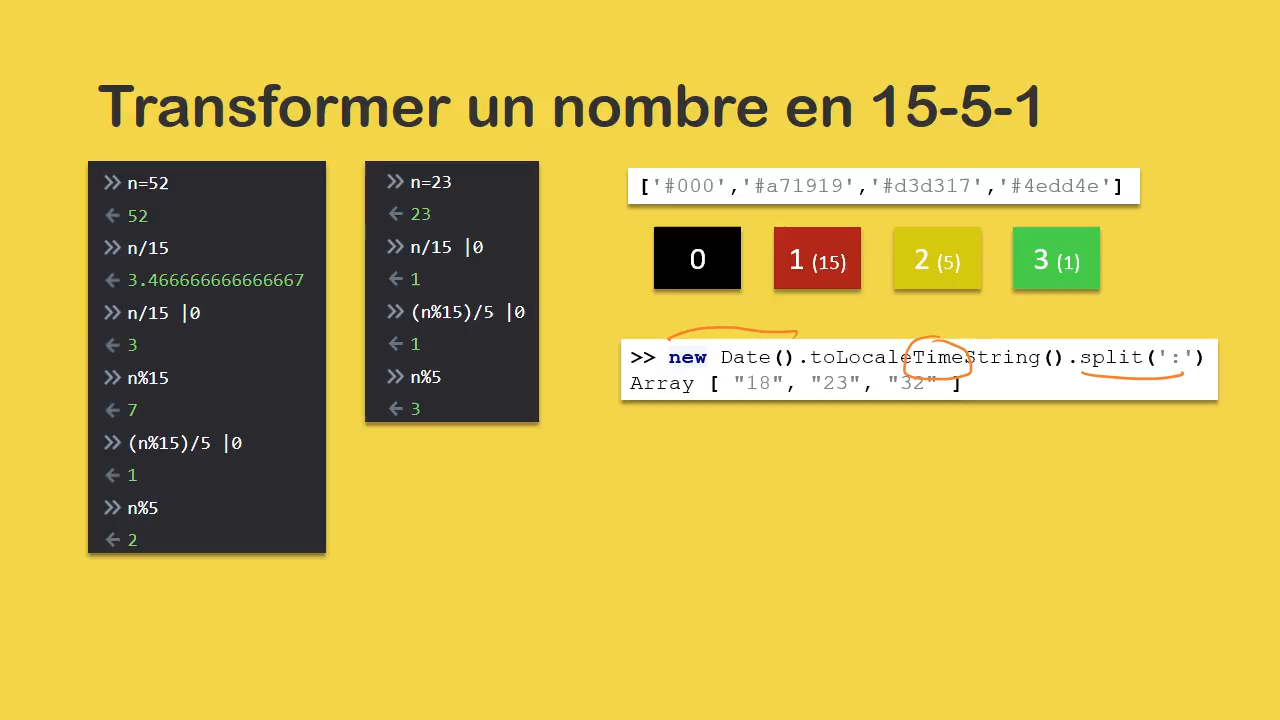 Transformer un nombre en 15-5-1
>> n=52
← 52
>> n/15
← 3.466666666666667
>> n/15 |0
← 3
>> n%15
← 7
>> (n%15)/5 |0
← 1
>> n%5
← 2
>> n=23
← 23
>> n/15 |0
← 1
>> (n%15)/5 |0
← 1
>> n%5
← 3
['#000','#a71919','#d3d317','#4edd4e']
0
1 (15)
2 (5)
3 (1)
>> new Date().toLocaleTimeString().split(':')
Array [ "18", "23", "32" ]